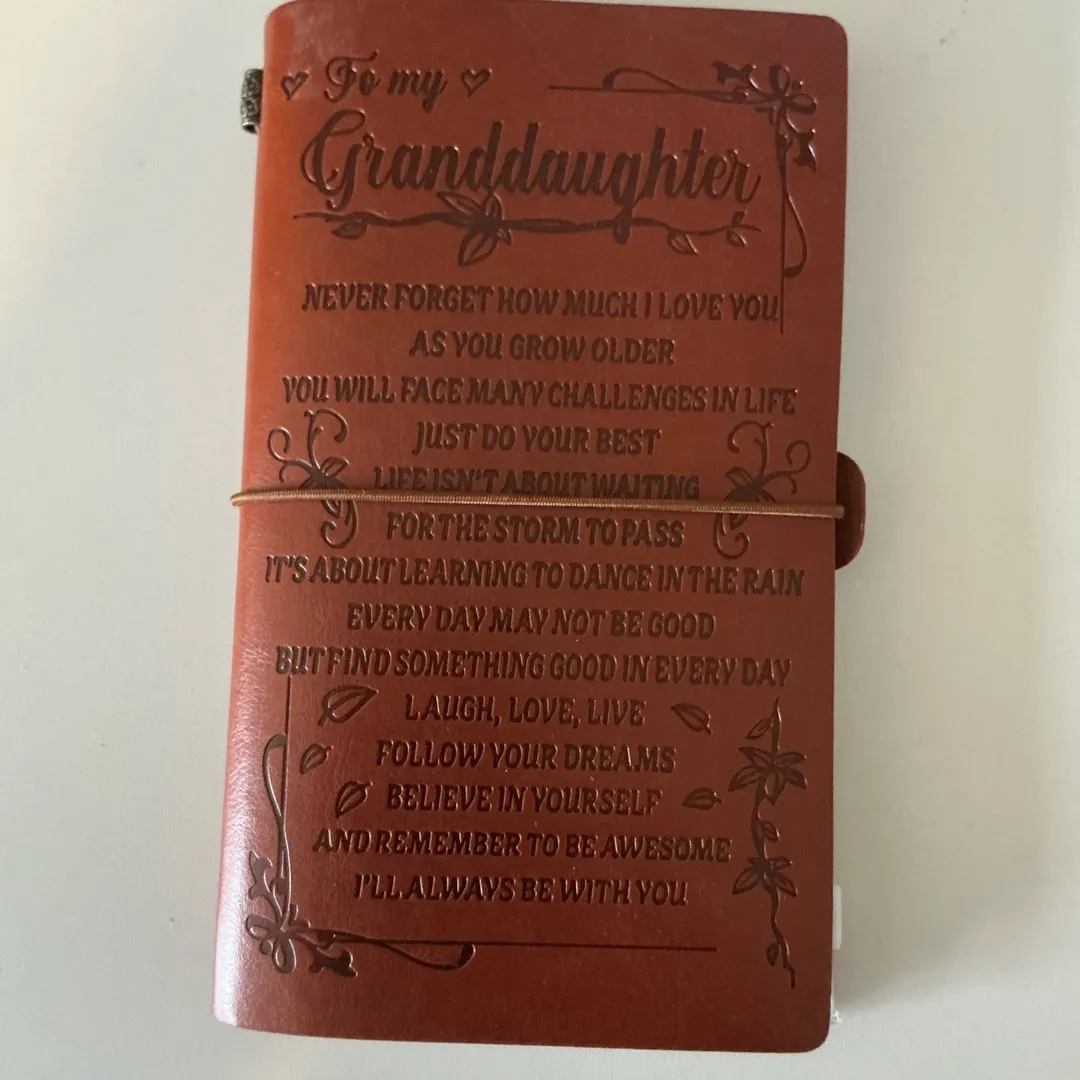 To my
Granddaughter
NEVER FORGET HOW MUCH I LOVE YOU
AS YOU GROW OLDER
YOU WILL FACE MANY CHALLENGES IN LIFE
JUST DO YOUR BEST
LIFE ISN'T ABOUT WAITING
FOR THE STORM TO PASS
IT'S ABOUT LEARNING TO DANCE IN THE RAIN
EVERY DAY MAY NOT BE GOOD
BUT FIND SOMETHING GOOD IN EVERY DAY
LAUGH, LOVE, LIVE
FOLLOW YOUR DREAMS
BELIEVE IN YOURSELF
AND REMEMBER TO BE AWESOME
I'LL ALWAYS BE WITH YOU